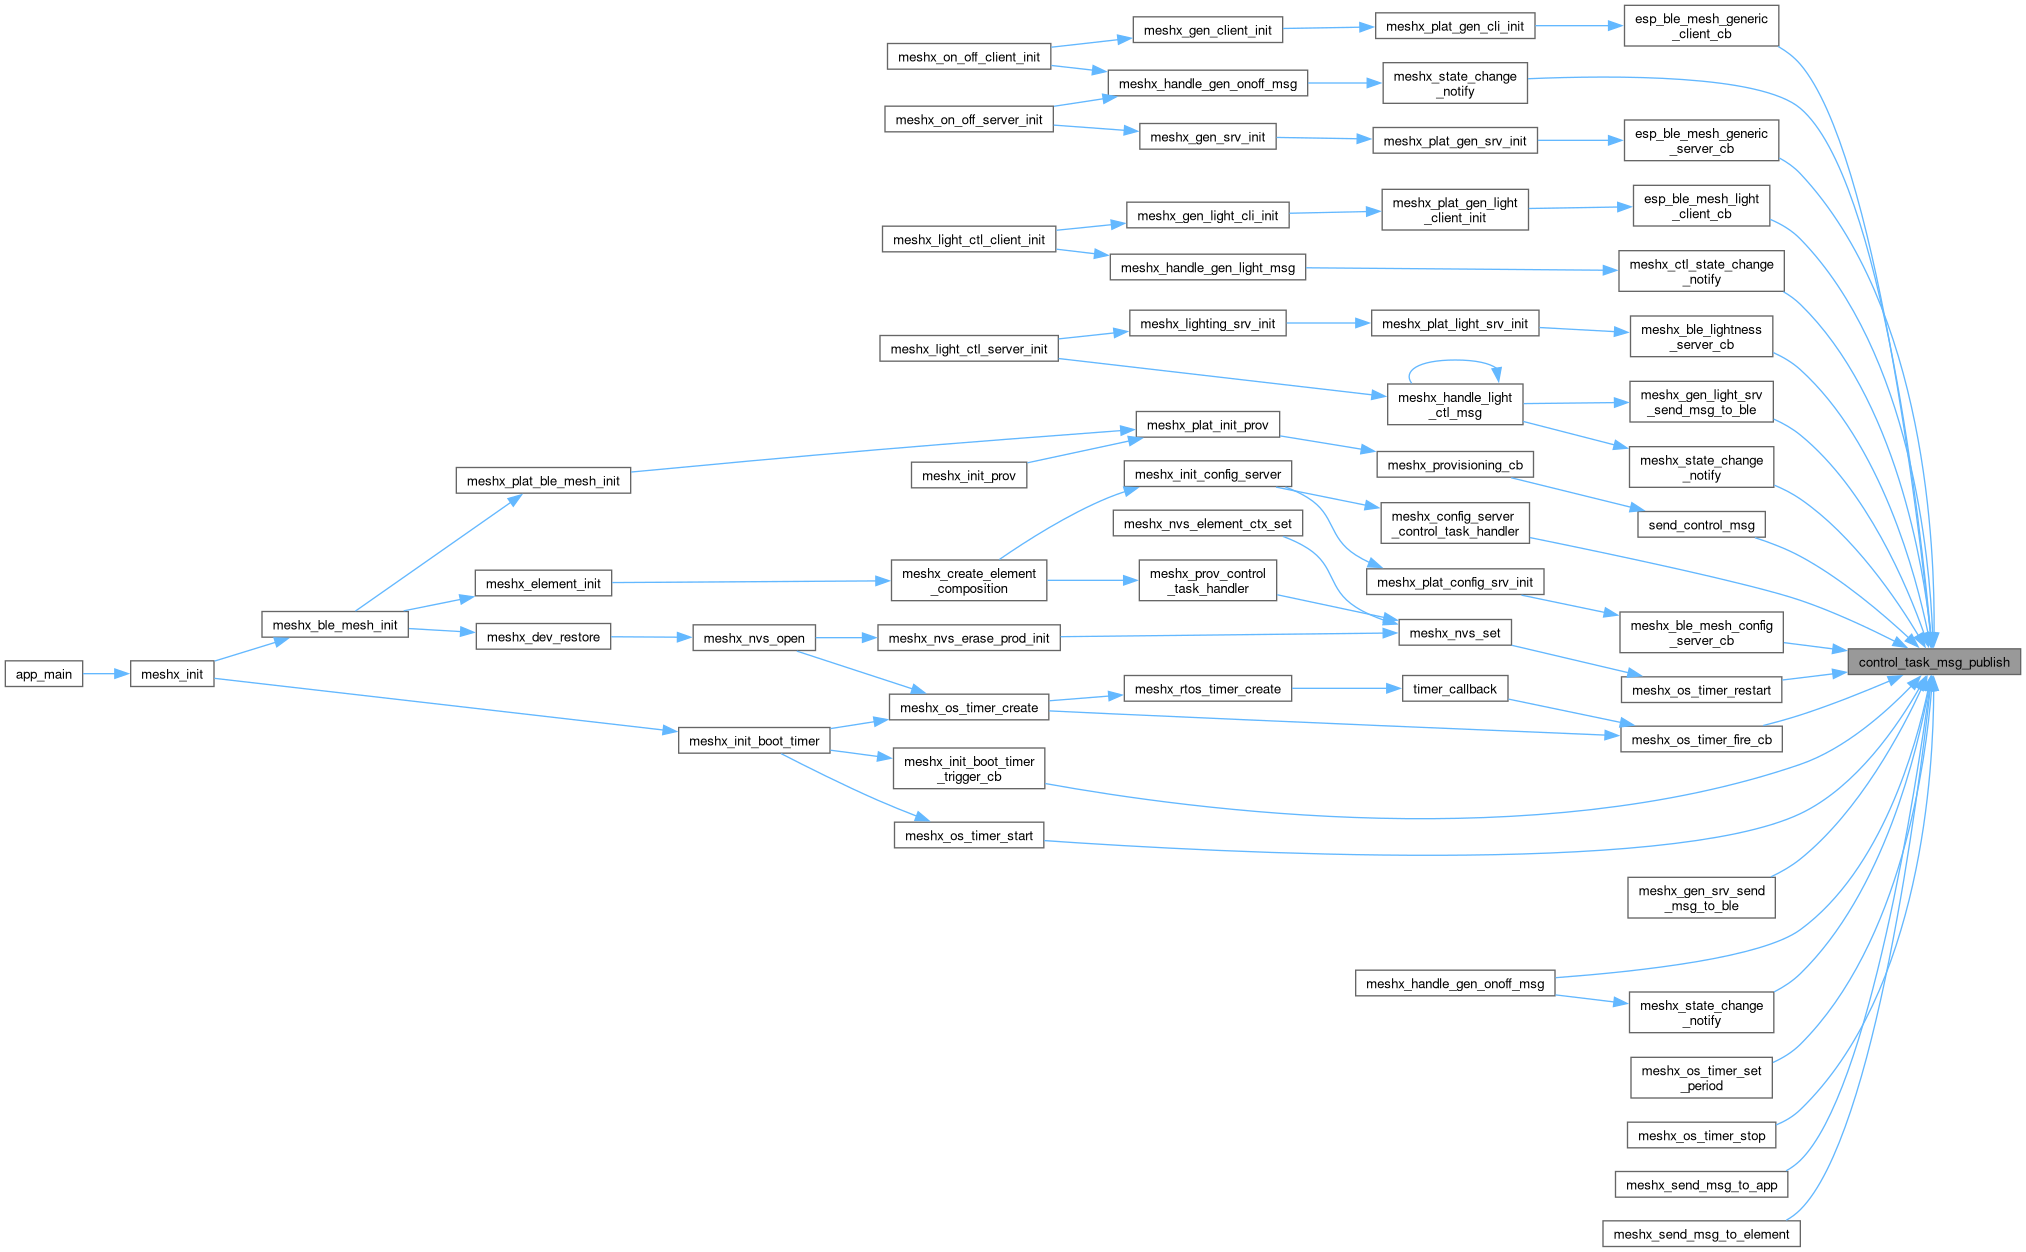 esp_ble_mesh_generic
_client_cb
meshx_plat_gen_cli_init
meshx_gen_client_init
meshx_on_off_client_init
meshx_state_change
_notify
meshx_handle_gen_onoff_msg
meshx_on_off_server_init
meshx_gen_srv_init
meshx_plat_gen_srv_init
esp_ble_mesh_generic
_server_cb
esp_ble_mesh_light
_client_cb
meshx_plat_gen_light
_client_init
meshx_gen_light_cli_init
meshx_light_ctl_client_init
meshx_handle_gen_light_msg
meshx_ctl_state_change
_notify
meshx_ble_lightness
_server_cb
meshx_plat_light_srv_init
meshx_lighting_srv_init
meshx_light_ctl_server_init
meshx_handle_light
_ctl_msg
meshx_gen_light_srv
_send_msg_to_ble
meshx_state_change
_notify
meshx_plat_init_prov
meshx_provisioning_cb
meshx_plat_ble_mesh_init
meshx_init_prov
meshx_init_config_server
meshx_nvs_element_ctx_set
meshx_config_server
_control_task_handler
send_control_msg
meshx_element_init
meshx_create_element
_composition
meshx_prov_control
_task_handler
meshx_plat_config_srv_init
meshx_ble_mesh_config
_server_cb
meshx_ble_mesh_init
meshx_dev_restore
meshx_nvs_open
meshx_nvs_erase_prod_init
meshx_nvs_set
control_task_msg_publish
app_main
meshx_init
meshx_os_timer_create
meshx_rtos_timer_create
timer_callback
meshx_os_timer_restart
meshx_os_timer_fire_cb
meshx_init_boot_timer
meshx_init_boot_timer
_trigger_cb
meshx_os_timer_start
meshx_gen_srv_send
_msg_to_ble
meshx_handle_gen_onoff_msg
meshx_state_change
_notify
meshx_os_timer_set
_period
meshx_os_timer_stop
meshx_send_msg_to_app
meshx_send_msg_to_element